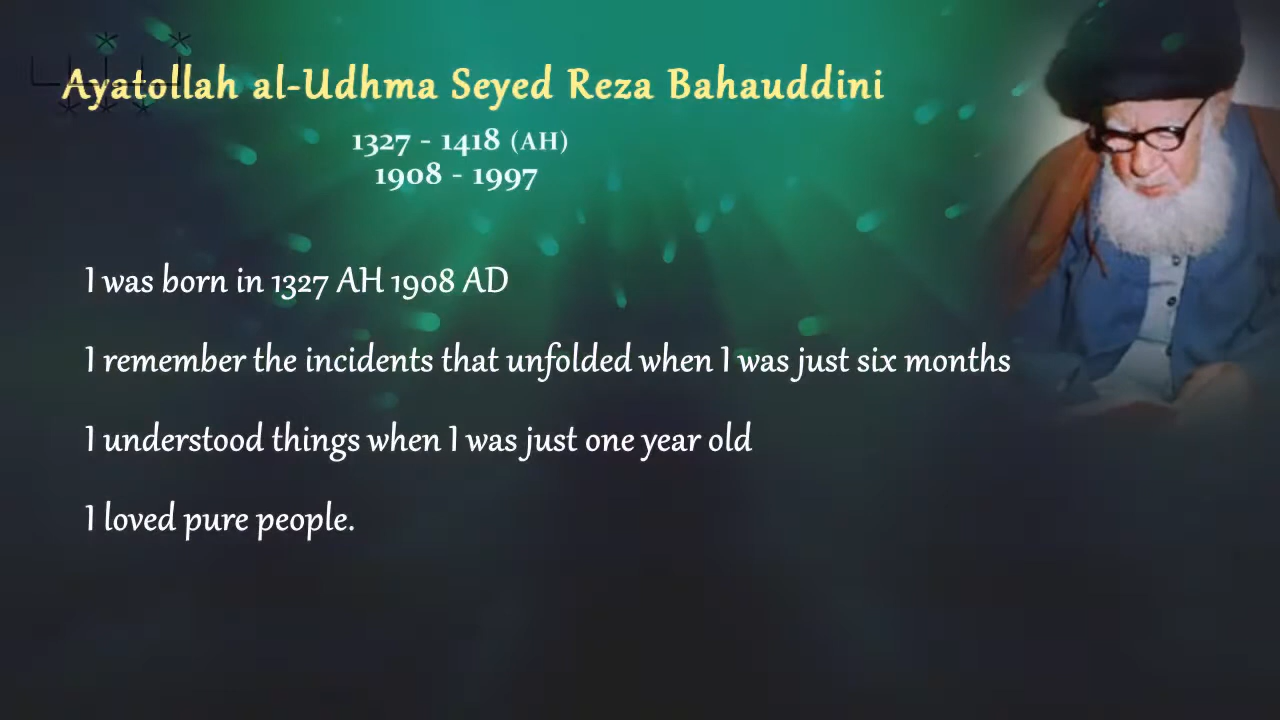 Ayatollah al-Udhma Seyed Reza Bahauddini
1327 - 1418 (AH)
1908 - 1997
I was born in 1327 AH 1908 AD
I remember the incidents that unfolded when I was just six months
I understood things when I was just one year old
I loved pure people.